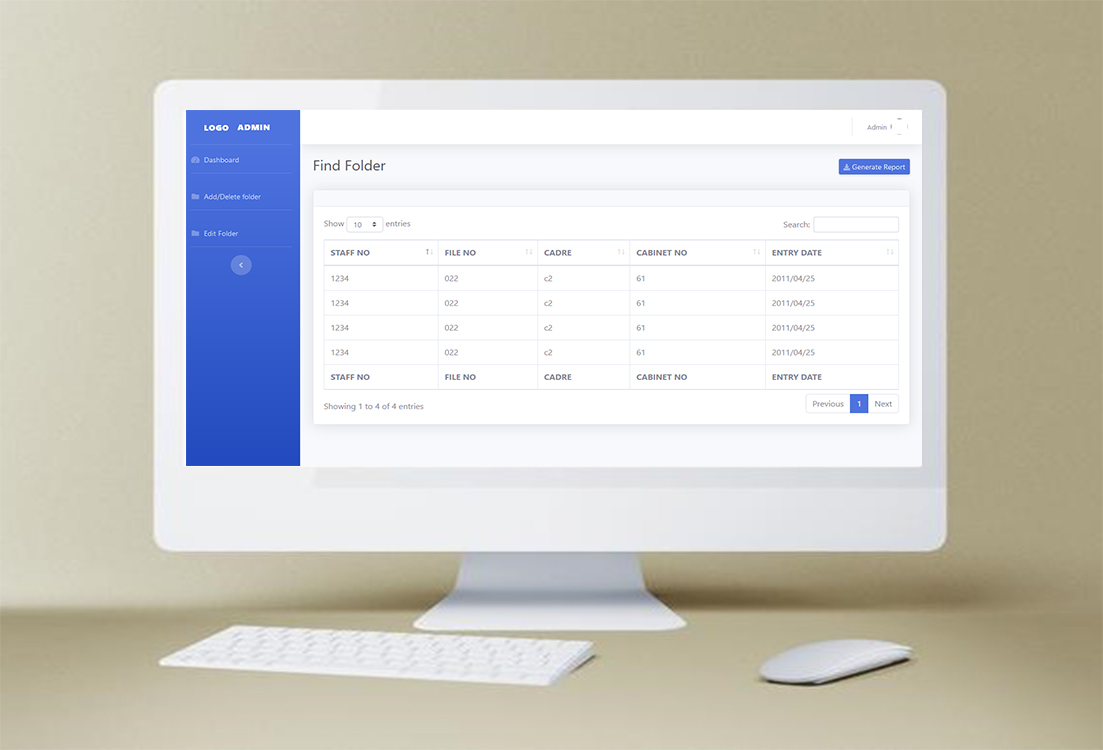 LOGO ADMIN
Admin
Dashboard
Find Folder
Generate Report
Add/Delete folder
Edit Folder
Show 10 entries
Search:
STAFF NO FILE NO CADRE CABINET NO ENTRY DATE
1234 022 c2 61 2011/04/25
1234 022 c2 61 2011/04/25
1234 022 c2 61 2011/04/25
1234 022 c2 61 2011/04/25
STAFF NO FILE NO CADRE CABINET NO ENTRY DATE
Showing 1 to 4 of 4 entries
Previous 1 Next